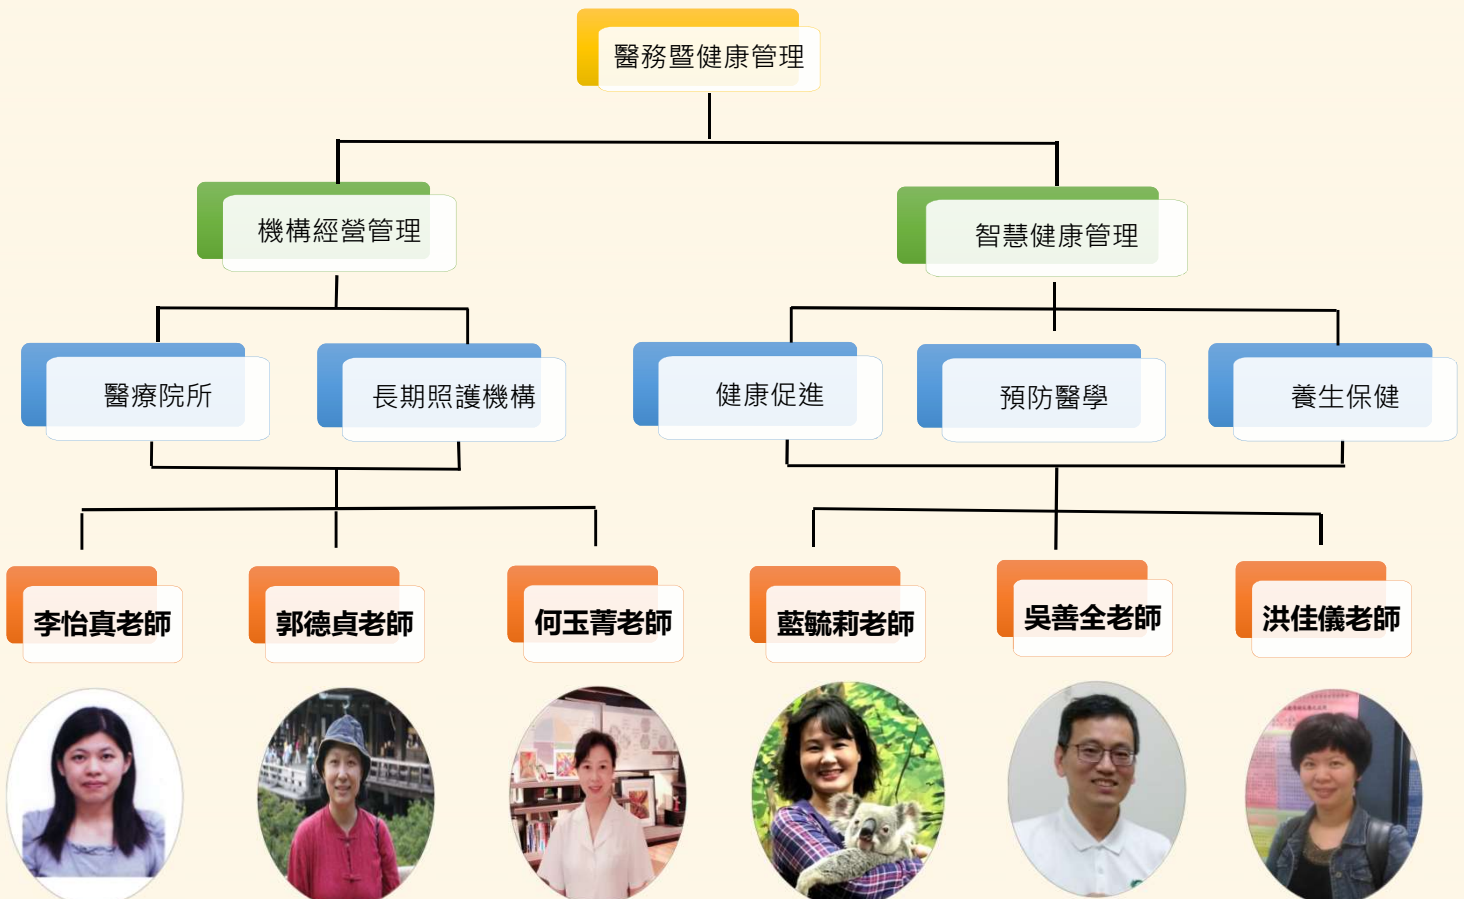 醫務暨健康管理
機構經營管理
智慧健康管理
醫療院所
長期照護機構
健康促進
預防醫學
養生保健
李怡真老師
郭德貞老師
何玉菁老師
藍毓莉老師
吳善全老師
洪佳儀老師